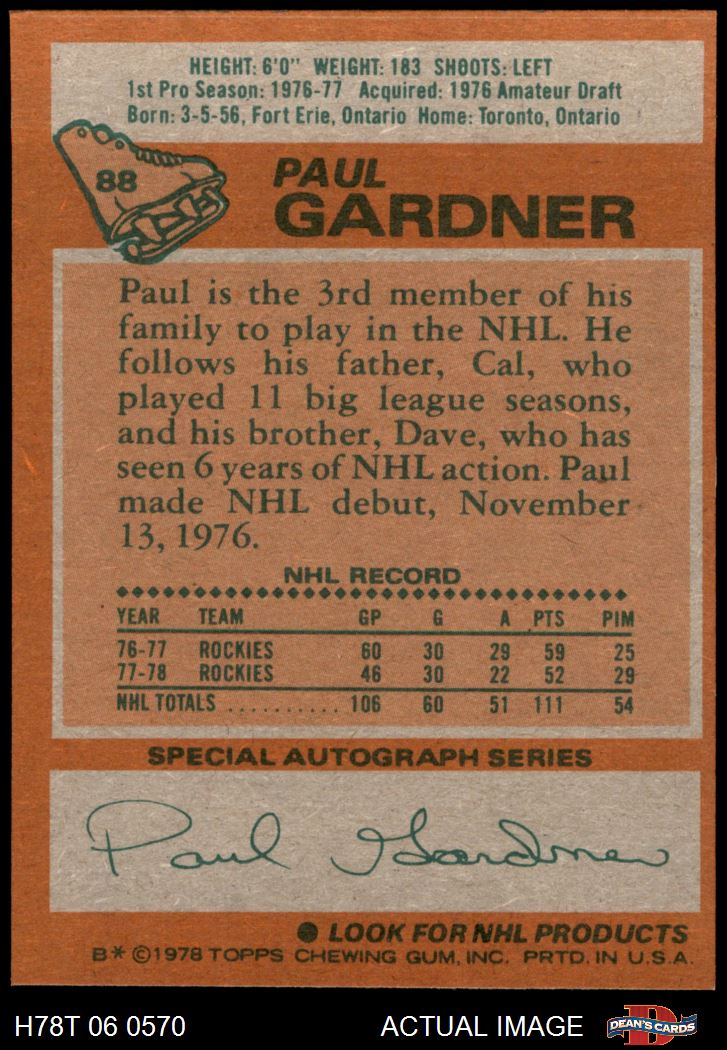 HEIGHT: 6'0" WEIGHT: 183 SHOOTS: LEFT
1st Pro Season: 1976-77 Acquired: 1976 Amateur Draft
Born: 3-5-56, Fort Erie, Ontario Home: Toronto, Ontario
88
PAUL
GARDNER
Paul is the 3rd member of his
family to play in the NHL. He
follows his father, Cal, who
played 11 big league seasons,
and his brother, Dave, who has
seen 6 years of NHL action. Paul
made NHL debut, November
13, 1976.
NHL RECORD
YEAR TEAM GP G A PTS PIM
76-77 ROCKIES 60 30 29 59 25
77-78 ROCKIES 46 30 22 52 29
NHL TOTALS .......... 106 60 51 111 54
SPECIAL AUTOGRAPH SERIES
Paul Gardner
● LOOK FOR NHL PRODUCTS
B* ©1978 TOPPS CHEWING GUM, INC. PRTD. IN U.S.A.
H78T 06 0570 ACTUAL IMAGE D DEAN'S CARDS